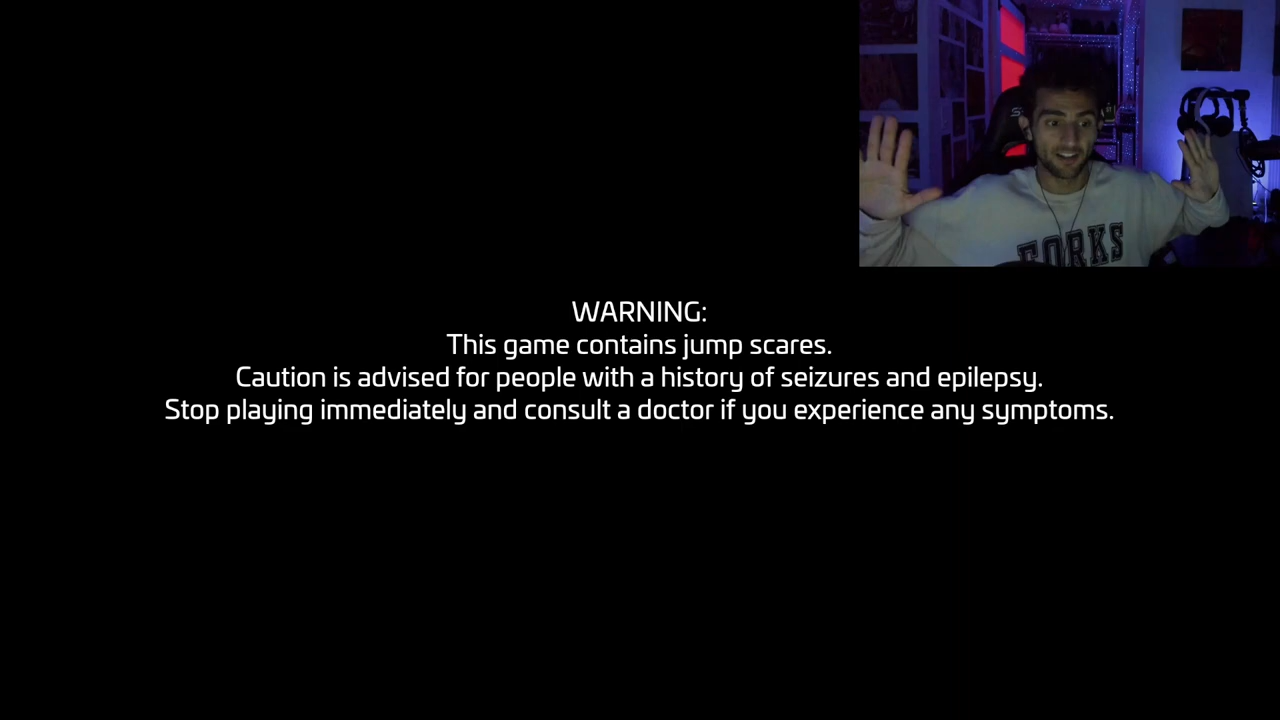 WARNING:
This game contains jump scares.
Caution is advised for people with a history of seizures and epilepsy.
Stop playing immediately and consult a doctor if you experience any symptoms.
FORKS